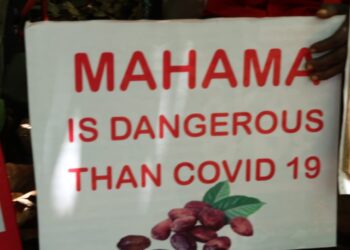 MAHAMA
IS DANGEROUS
THAN COVID 19